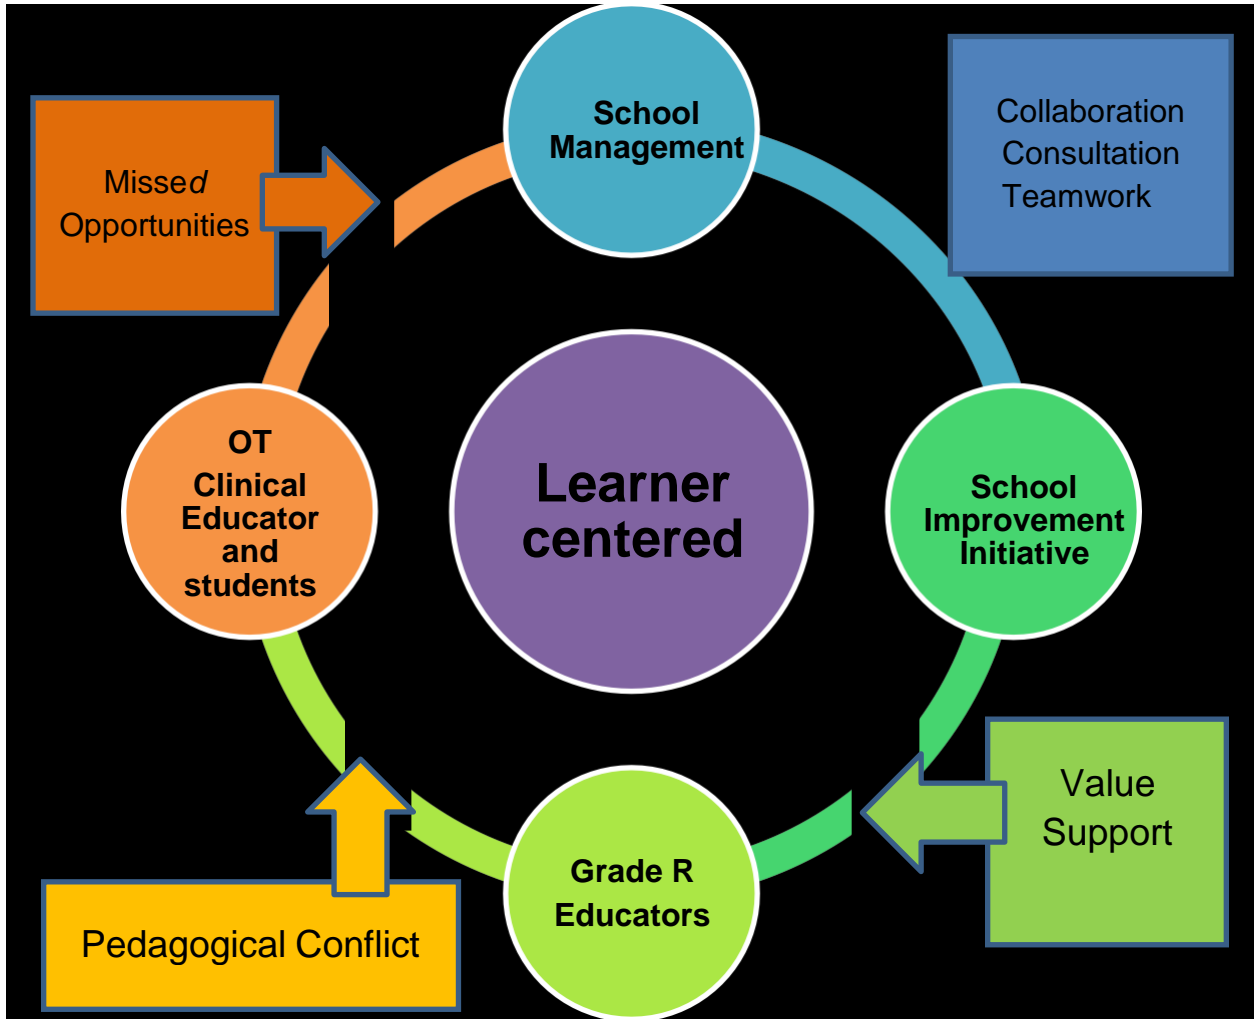 School
Management
Collaboration
Consultation
Teamwork
Missed
Opportunities
OT
Clinical
Educator
and
students
Learner
centered
School
Improvement
Initiative
Value
Support
Grade R
Educators
Pedagogical Conflict